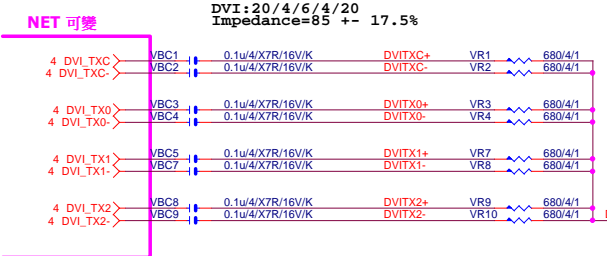 DVI:20/4/6/4/20
NET 可變
Impedance=85 +- 17.5%
4 DVI_TXC VBC1 0.1u/4/X7R/16V/K DVITXC+ VR1 680/4/1
4 DVI_TXC- VBC2 0.1u/4/X7R/16V/K DVITXC- VR2 680/4/1
4 DVI_TX0 VBC3 0.1u/4/X7R/16V/K DVITX0+ VR3 680/4/1
4 DVI_TX0- VBC4 0.1u/4/X7R/16V/K DVITX0- VR4 680/4/1
4 DVI_TX1 VBC5 0.1u/4/X7R/16V/K DVITX1+ VR7 680/4/1
4 DVI_TX1- VBC7 0.1u/4/X7R/16V/K DVITX1- VR8 680/4/1
4 DVI_TX2 VBC8 0.1u/4/X7R/16V/K DVITX2+ VR9 680/4/1
4 DVI_TX2- VBC9 0.1u/4/X7R/16V/K DVITX2- VR10 680/4/1